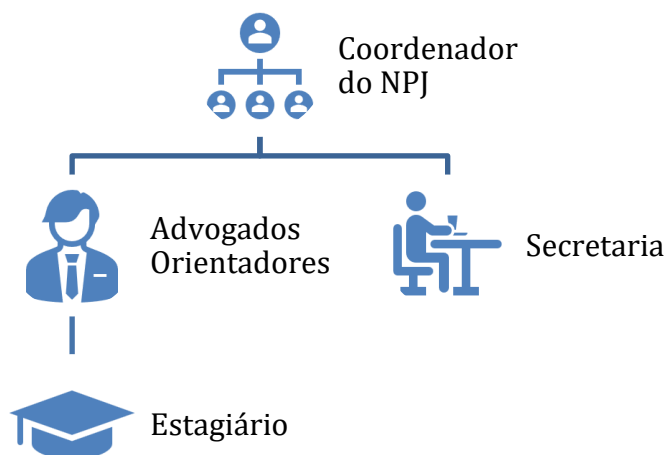 Coordenador
do NPJ
Advogados
Orientadores
Secretaria
Estagiário